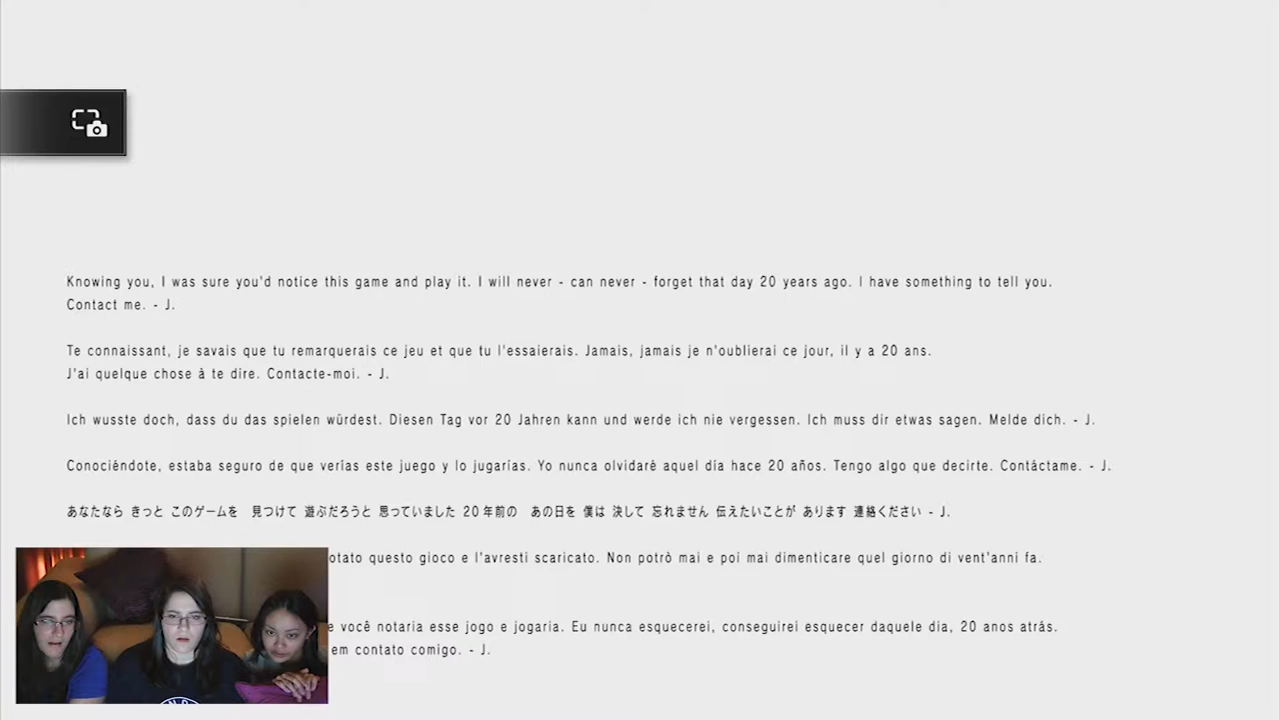 Knowing you, I was sure you'd notice this game and play it. I will never - can never - forget that day 20 years ago. I have something to tell you.
Contact me. - J.
Te connaissant, je savais que tu remarquerais ce jeu et que tu l'essaierais. Jamais, jamais je n'oublierai ce jour, il y a 20 ans.
J'ai quelque chose à te dire. Contacte-moi. - J.
Ich wusste doch, dass du das spielen würdest. Diesen Tag vor 20 Jahren kann und werde ich nie vergessen. Ich muss dir etwas sagen. Melde dich. - J.
Conociéndote, estaba seguro de que verías este juego y lo jugarías. Yo nunca olvidaré aquel día hace 20 años. Tengo algo que decirte. Contáctame. - J.
あなたなら きっと このゲームを 見つけて 遊ぶだろうと 思っていました 20年前の あの日を 僕は 決して 忘れません 伝えたいことが あります 連絡ください - J.
questo gioco e l'avresti scaricato. Non potrò mai e poi mai dimenticare quel giorno di vent'anni fa.
você notaria esse jogo e jogaria. Eu nunca esquecerei, conseguirei esquecer daquele dia, 20 anos atrás.
em contato comigo. - J.